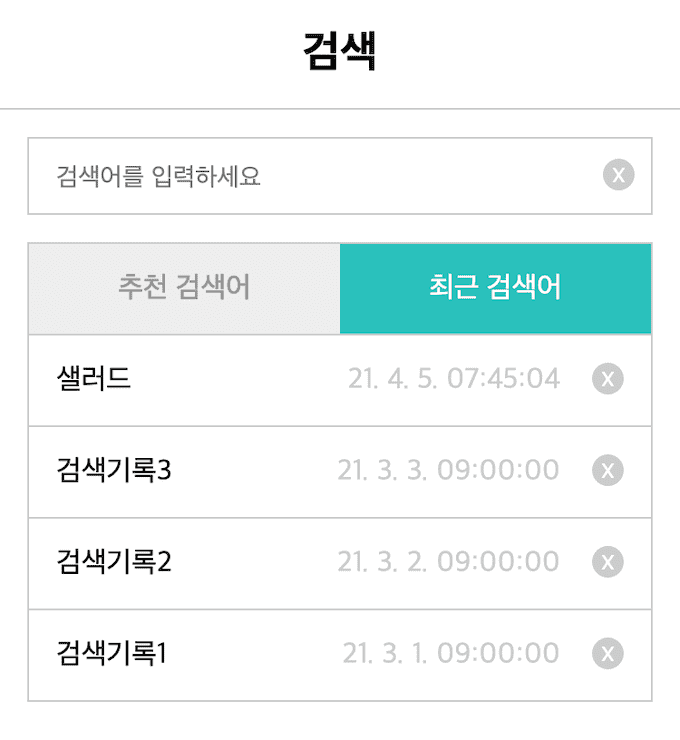 검색
검색어를 입력하세요 X
추천 검색어 최근 검색어
샐러드 21. 4. 5. 07:45:04 X
검색기록3 21. 3. 3. 09:00:00 X
검색기록2 21. 3. 2. 09:00:00 X
검색기록1 21. 3. 1. 09:00:00 X